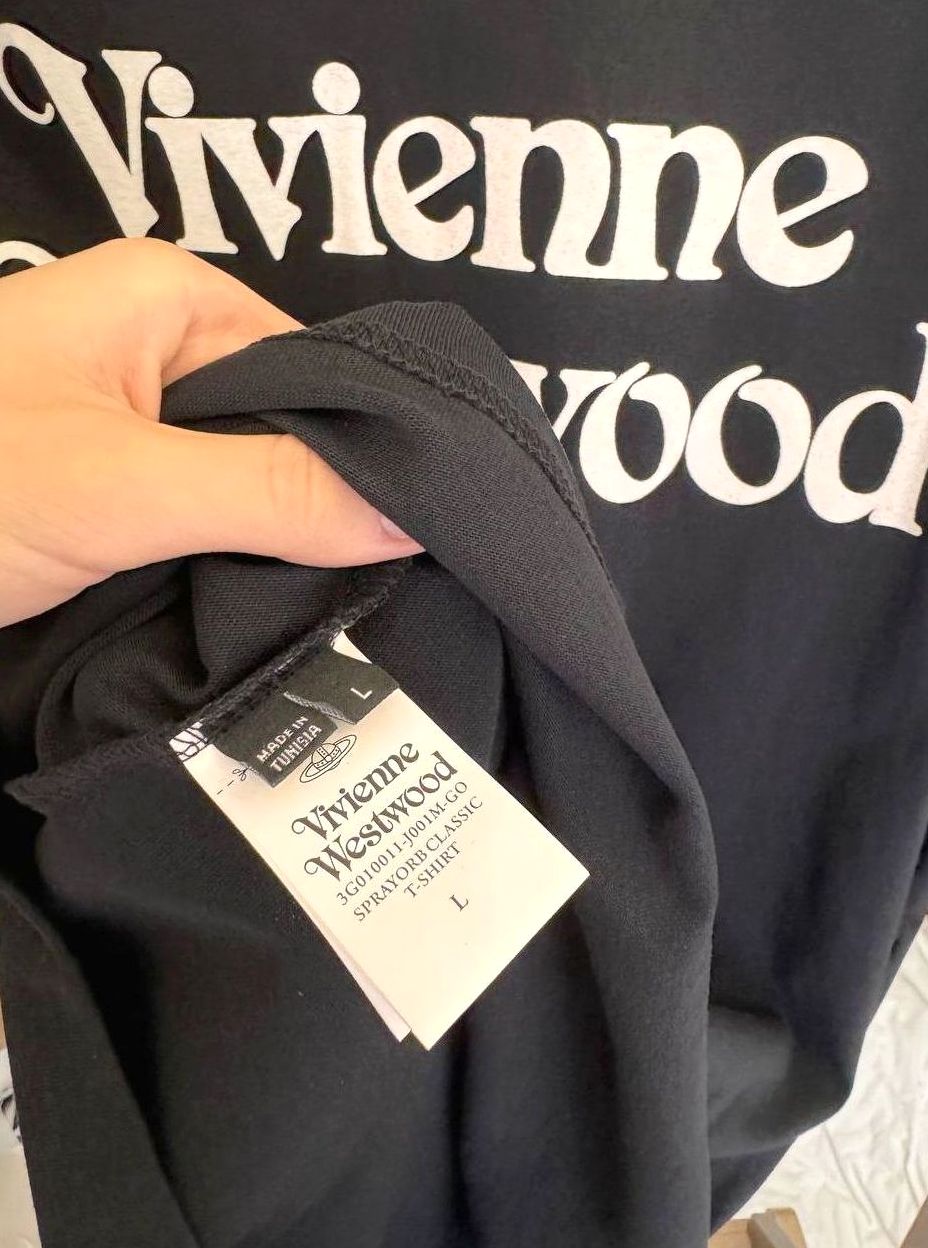 Vivienne
wood
L
MADE IN
TUNISIA
Vivienne
Westwood
3G010011-J001M-GO
SPRAYORB CLASSIC
T-SHIRT
L